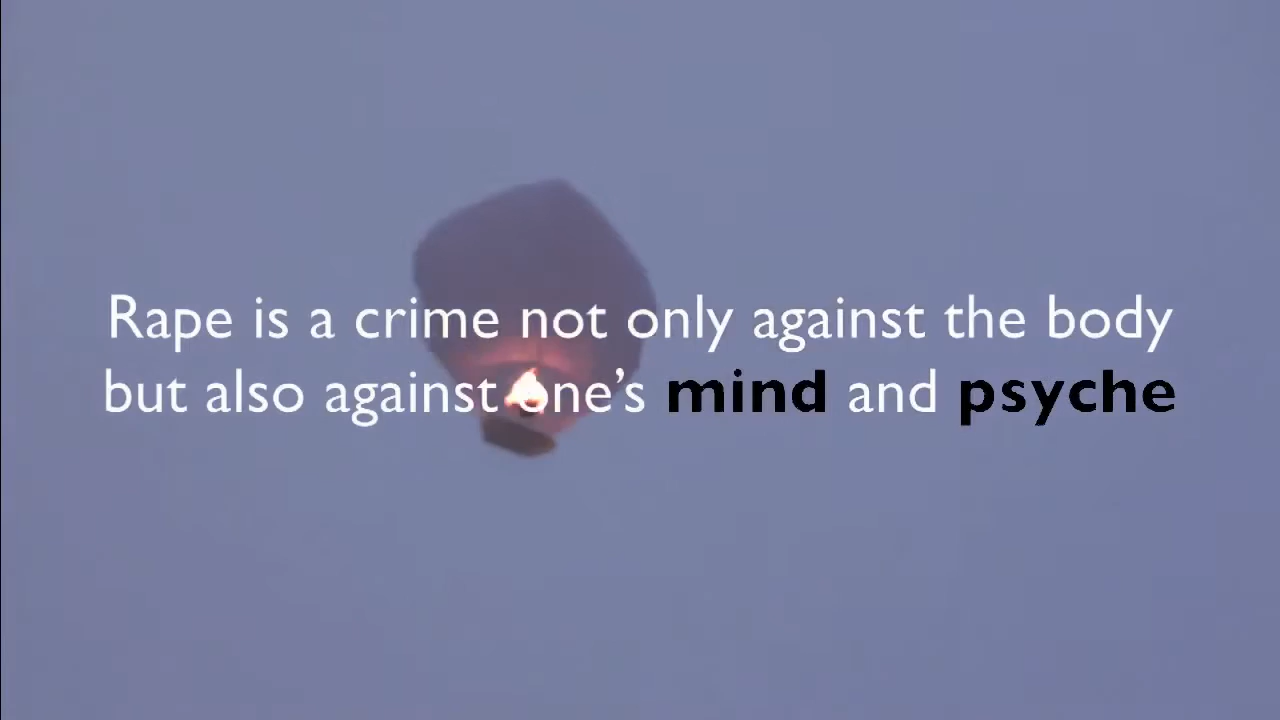 Rape is a crime not only against the body
but also against one’s mind and psyche